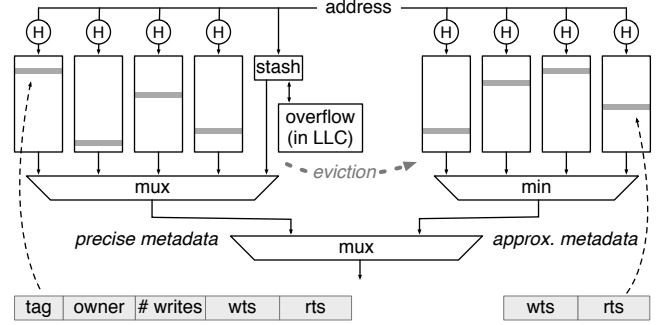 address
H H H H H H H H
stash
overflow
(in LLC)
eviction
mux min
precise metadata approx. metadata
mux
tag owner # writes wts rts wts rts